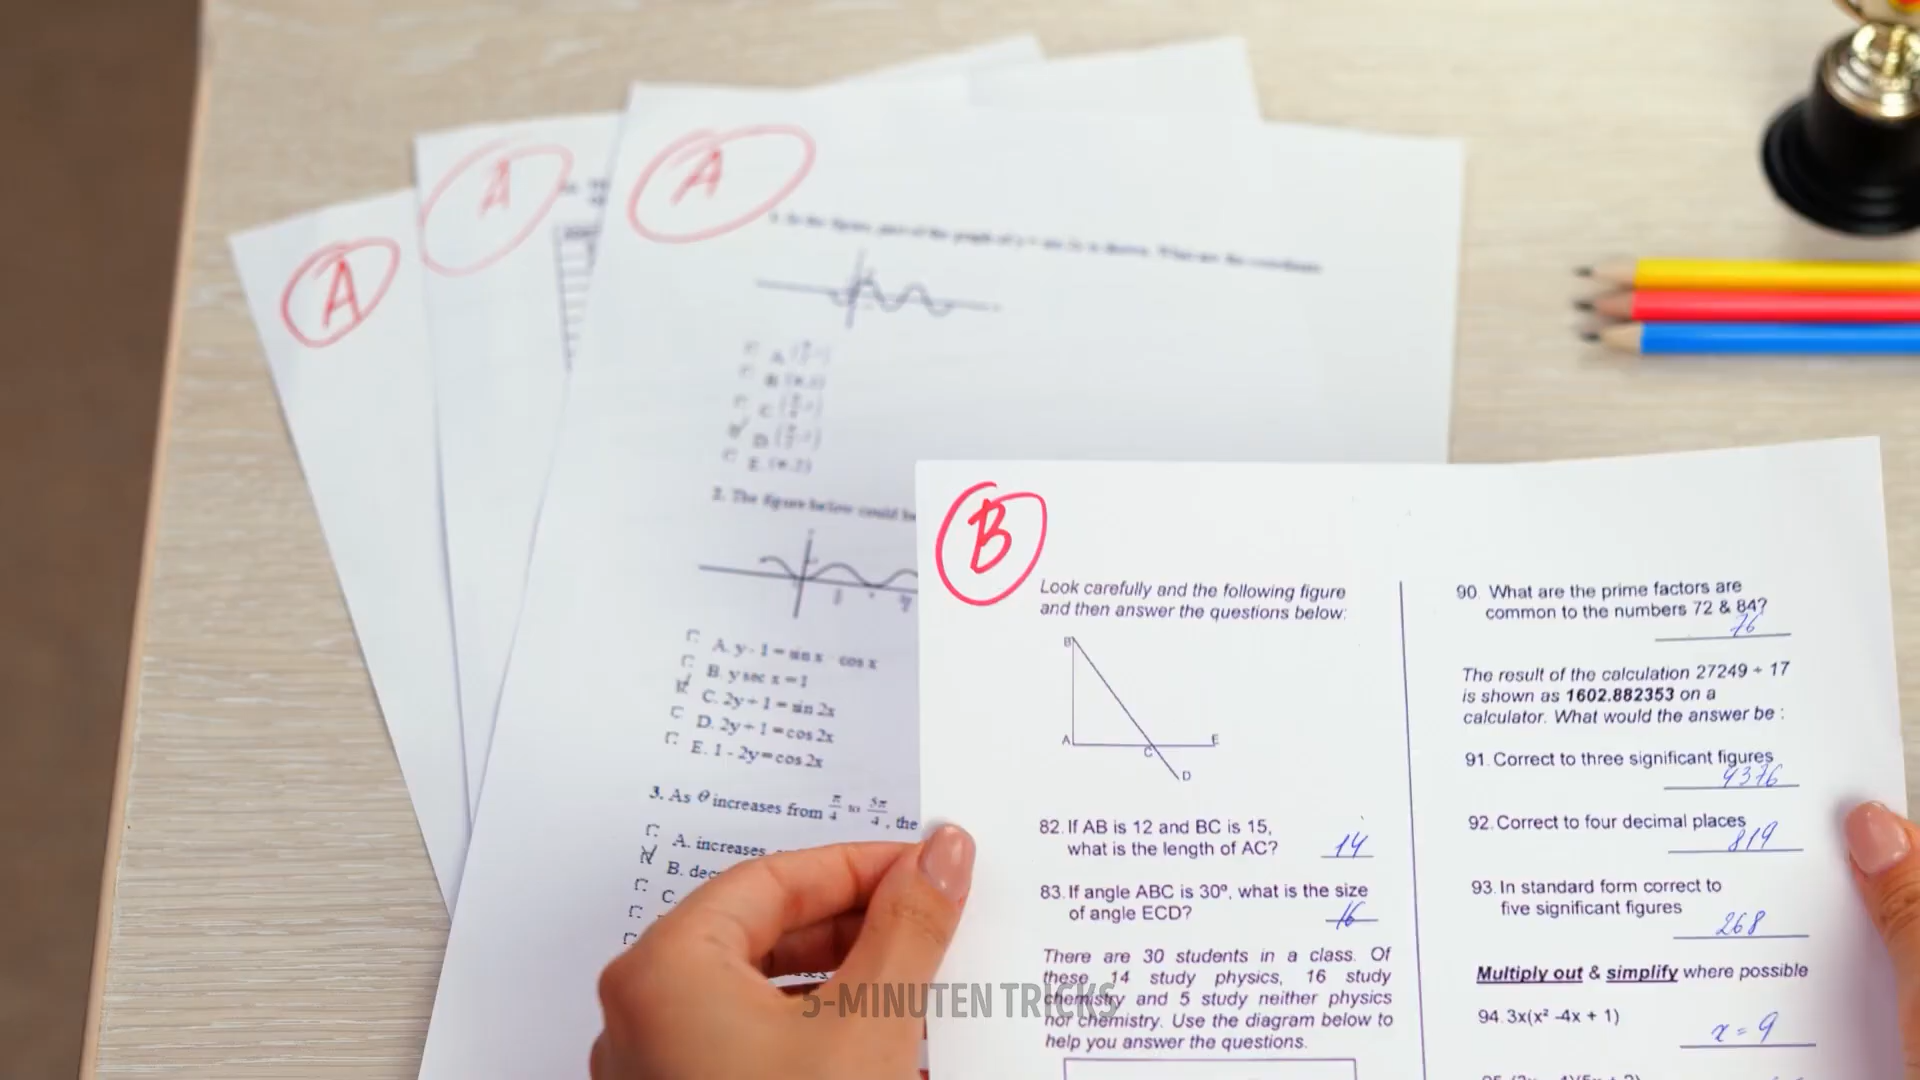 A
A
A
2. The figure below could be
A. y - 1 = sin x cos x
B. y sec x = 1
C. 2y + 1 = sin 2x
D. 2y + 1 = cos 2x
E. 1 - 2y = cos 2x
3. As θ increases from π/4 to 5π/4, the
A. increases
B. dec
C.
B
Look carefully and the following figure
and then answer the questions below:
B
A
C
E
D
82. If AB is 12 and BC is 15,
what is the length of AC? 14
83. If angle ABC is 30º, what is the size
of angle ECD? 16
There are 30 students in a class. Of
these 14 study physics, 16 study
chemistry and 5 study neither physics
nor chemistry. Use the diagram below to
help you answer the questions.
90. What are the prime factors are
common to the numbers 72 & 84?
76
The result of the calculation 27249 ÷ 17
is shown as 1602.882353 on a
calculator. What would the answer be :
91. Correct to three significant figures
9376
92. Correct to four decimal places
819
93. In standard form correct to
five significant figures
268
Multiply out & simplify where possible
94. 3x(x² -4x + 1)
x = 9
5-MINUTEN TRICKS